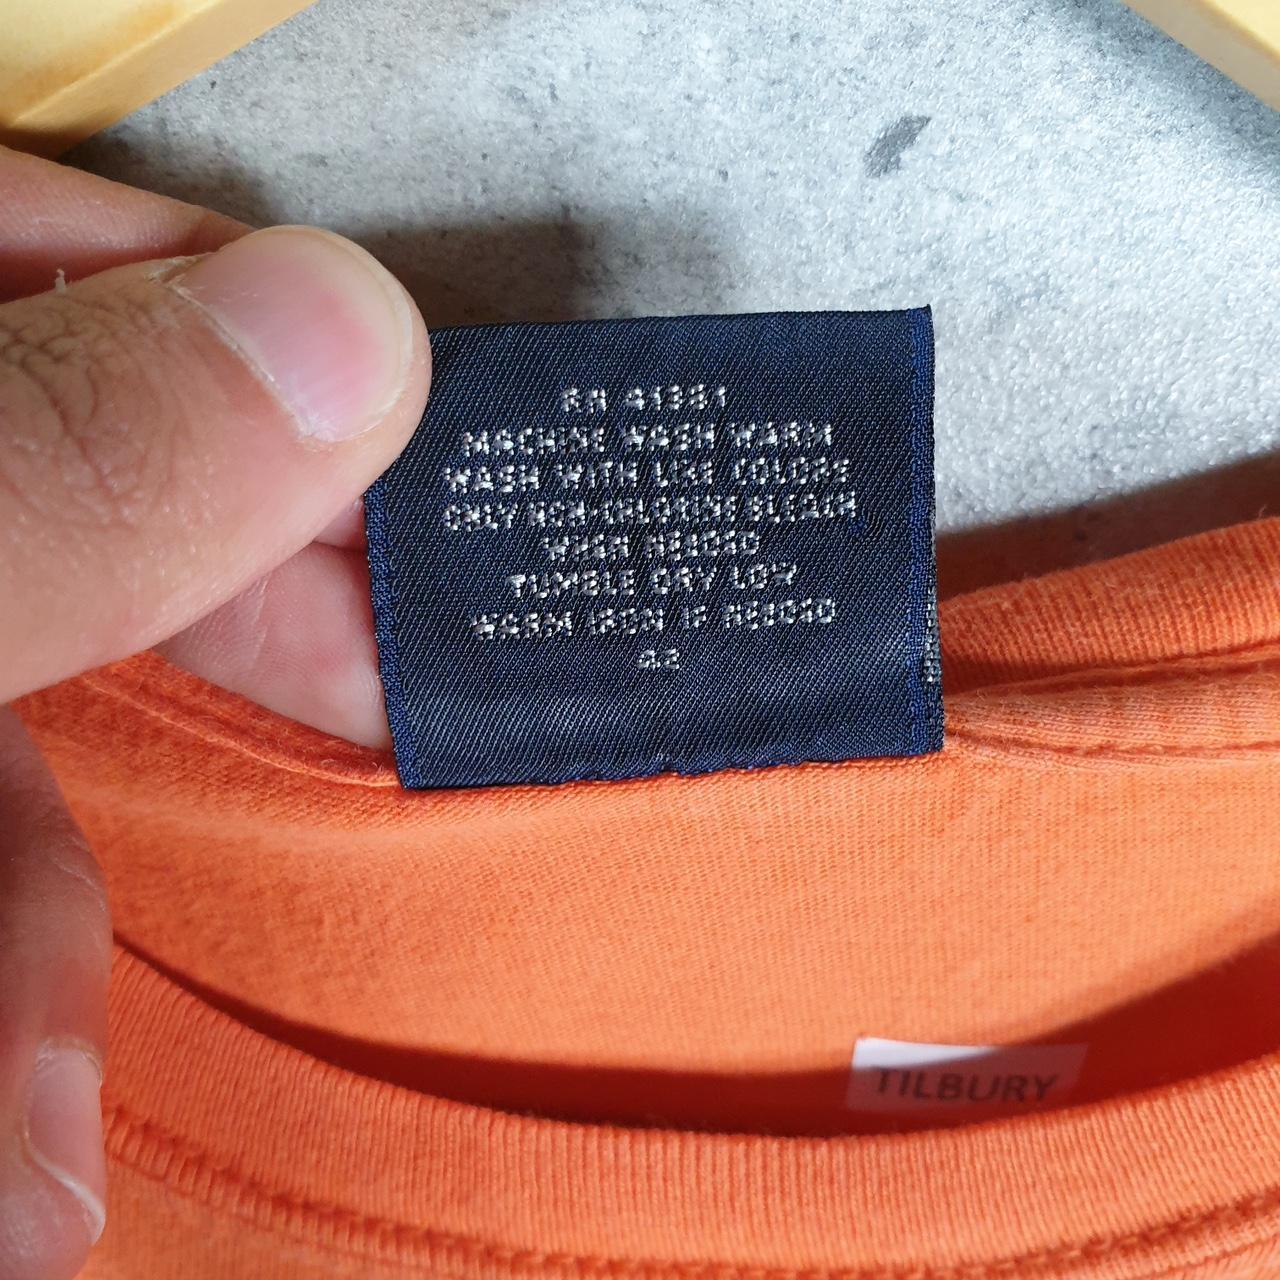 RN 41381
MACHINE WASH WARM
WASH WITH LIKE COLORS
ONLY NON-CHLORINE BLEACH
WHEN NEEDED
TUMBLE DRY LOW
WARM IRON IF NEEDED
TILBURY